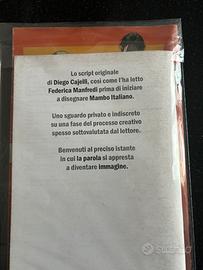 Lo script originale
di Diego Cajelli, così come l'ha letto
Federica Manfredi prima di iniziare
a disegnare Mambo Italiano.
Uno sguardo privato e indiscreto
su una fase del processo creativo
spesso sottovalutata dal lettore.
Benvenuti al preciso istante
in cui la parola si appresta
a diventare immagine.
subito.it